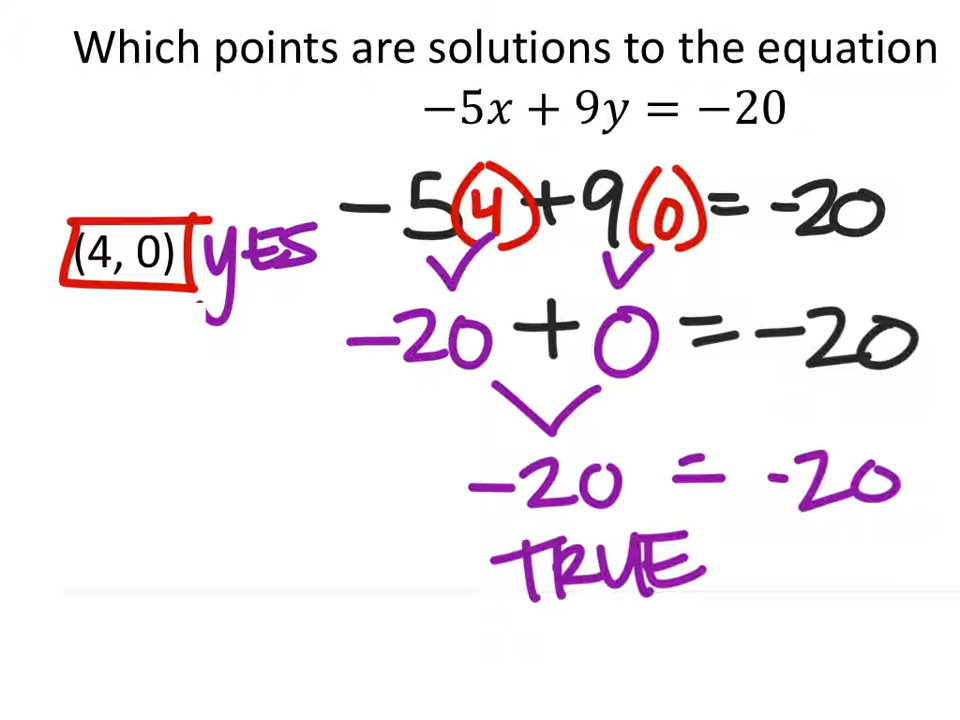 Which points are solutions to the equation
−5x + 9y = −20
−5(4)+9(0)=-20
(4, 0) YES
−20 + 0 = −20
−20 = -20
TRUE